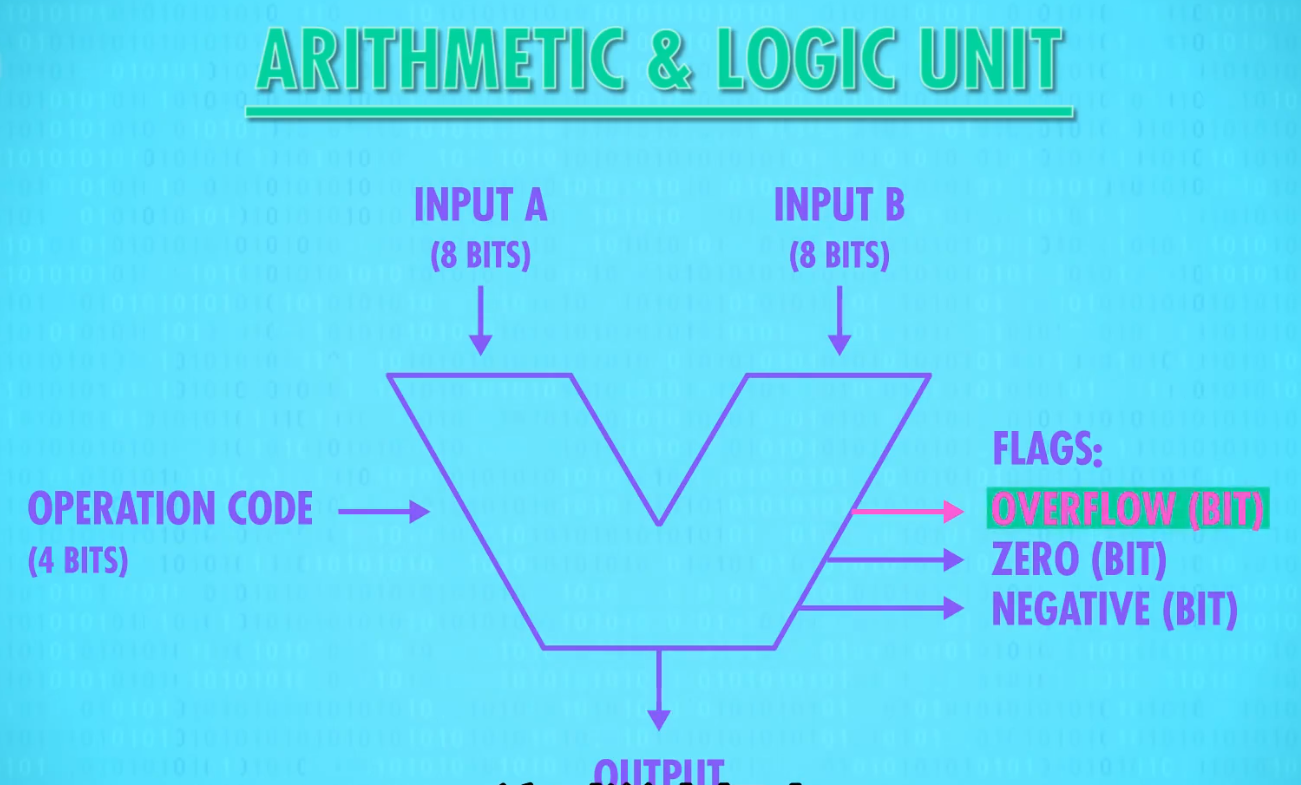 ARITHMETIC & LOGIC UNIT
INPUT A
(8 BITS)
INPUT B
(8 BITS)
FLAGS:
OPERATION CODE
(4 BITS)
OVERFLOW (BIT)
ZERO (BIT)
NEGATIVE (BIT)
OUTPUT